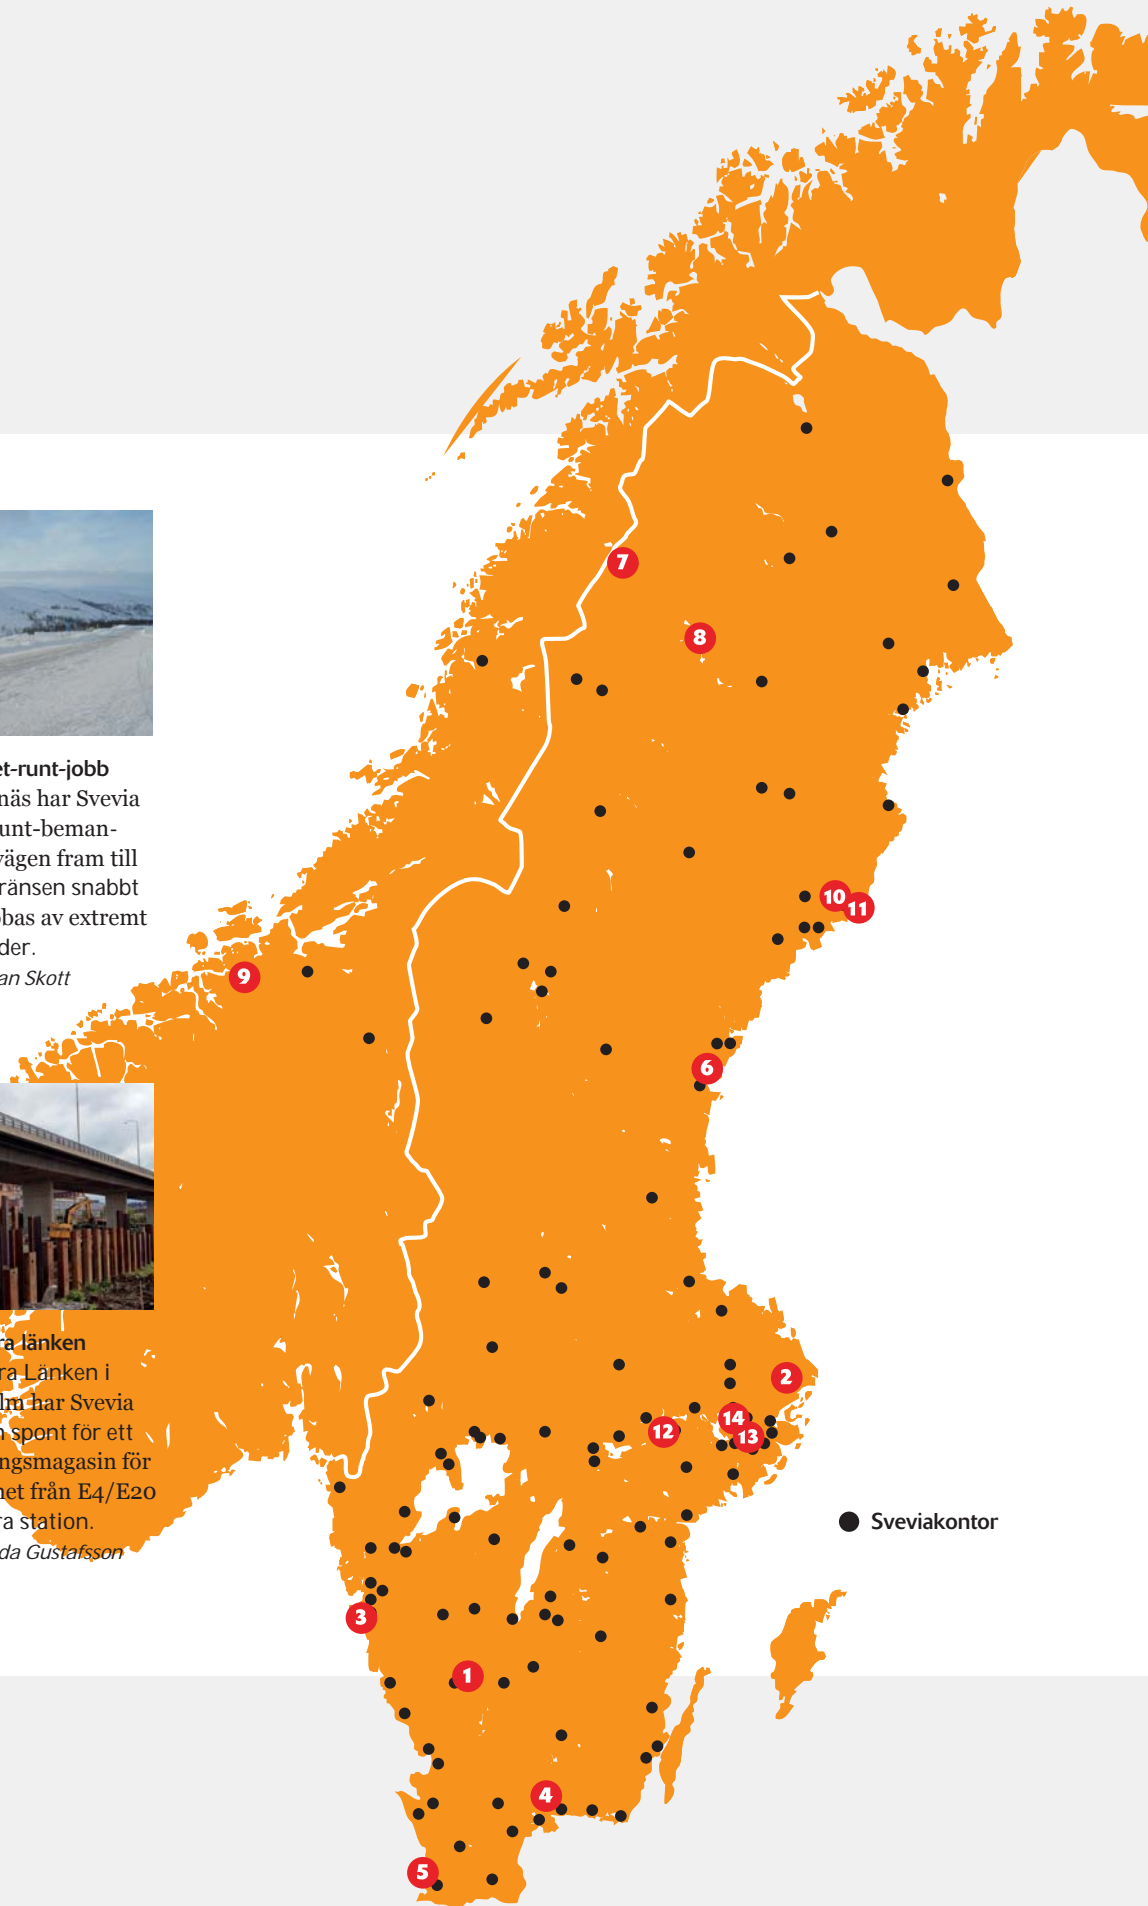 et-runt-jobb
näs har Svevia
unt-beman-
vägen fram till
ränsen snabbt
bbas av extremt
der.
an Skott
ra länken
ra Länken i
lm har Svevia
n spont för ett
ngsmagasin för
net från E4/E20
ra station.
da Gustafsson
7
8
10
11
9
6
2
14
12
13
Sveviakontor
3
1
4
5